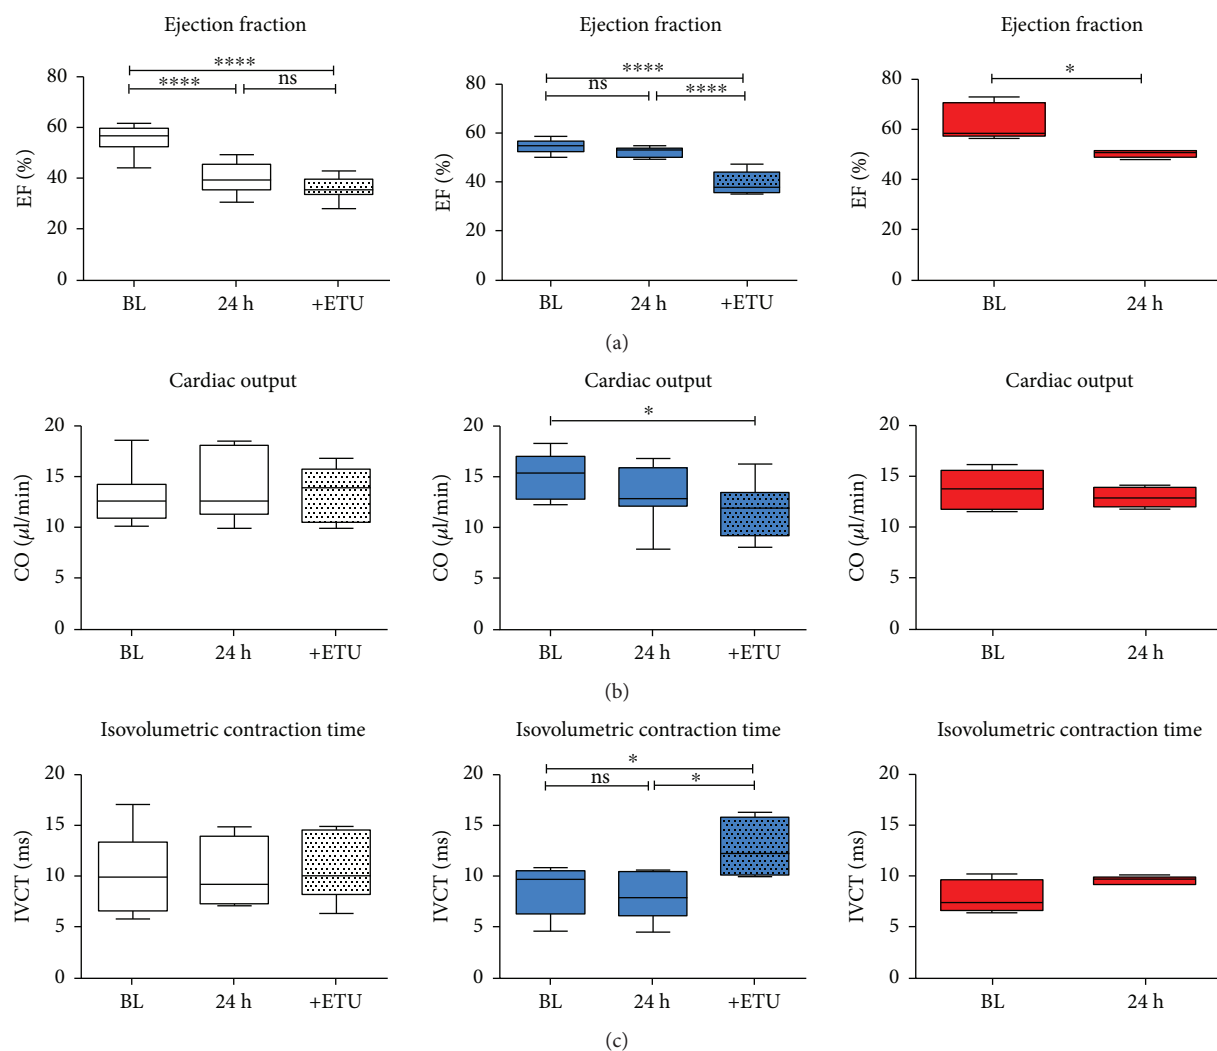 Ejection fraction
Ejection fraction
Ejection fraction
****
****
ns
EF (%)
80
60
40
20
0
BL
24 h
+ETU
****
ns
****
EF (%)
80
60
40
20
0
BL
24 h
+ETU
*
EF (%)
80
60
40
20
0
BL
24 h
(a)
Cardiac output
Cardiac output
Cardiac output
CO (μl/min)
20
15
10
5
0
BL
24 h
+ETU
*
CO (μl/min)
20
15
10
5
0
BL
24 h
+ETU
CO (μl/min)
20
15
10
5
0
BL
24 h
(b)
Isovolumetric contraction time
Isovolumetric contraction time
Isovolumetric contraction time
IVCT (ms)
20
15
10
5
0
BL
24 h
+ETU
*
ns
*
IVCT (ms)
20
15
10
5
0
BL
24 h
+ETU
IVCT (ms)
20
15
10
5
0
BL
24 h
(c)